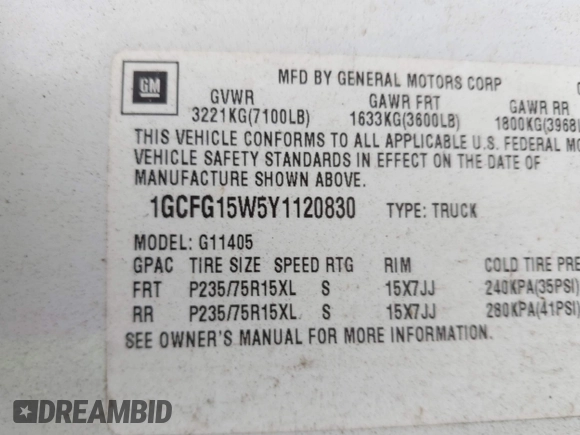 GM
MFD BY GENERAL MOTORS CORP
GVWR GAWR FRT GAWR RR
3221KG(7100LB) 1633KG(3600LB) 1800KG(3968
THIS VEHICLE CONFORMS TO ALL APPLICABLE U.S. FEDERAL
VEHICLE SAFETY STANDARDS IN EFFECT ON THE DATE OF
MANUFACTURE SHOWN ABOVE.
1GCFG15W5Y1120830 TYPE: TRUCK
MODEL: G11405
GPAC TIRE SIZE SPEED RTG RIM COLD TIRE
FRT P235/75R15XL S 15X7JJ 240KPA(35PSI)
RR P235/75R15XL S 15X7JJ 280KPA(41PSI)
SEE OWNER'S MANUAL FOR MORE INFORMATION.
DREAMBID